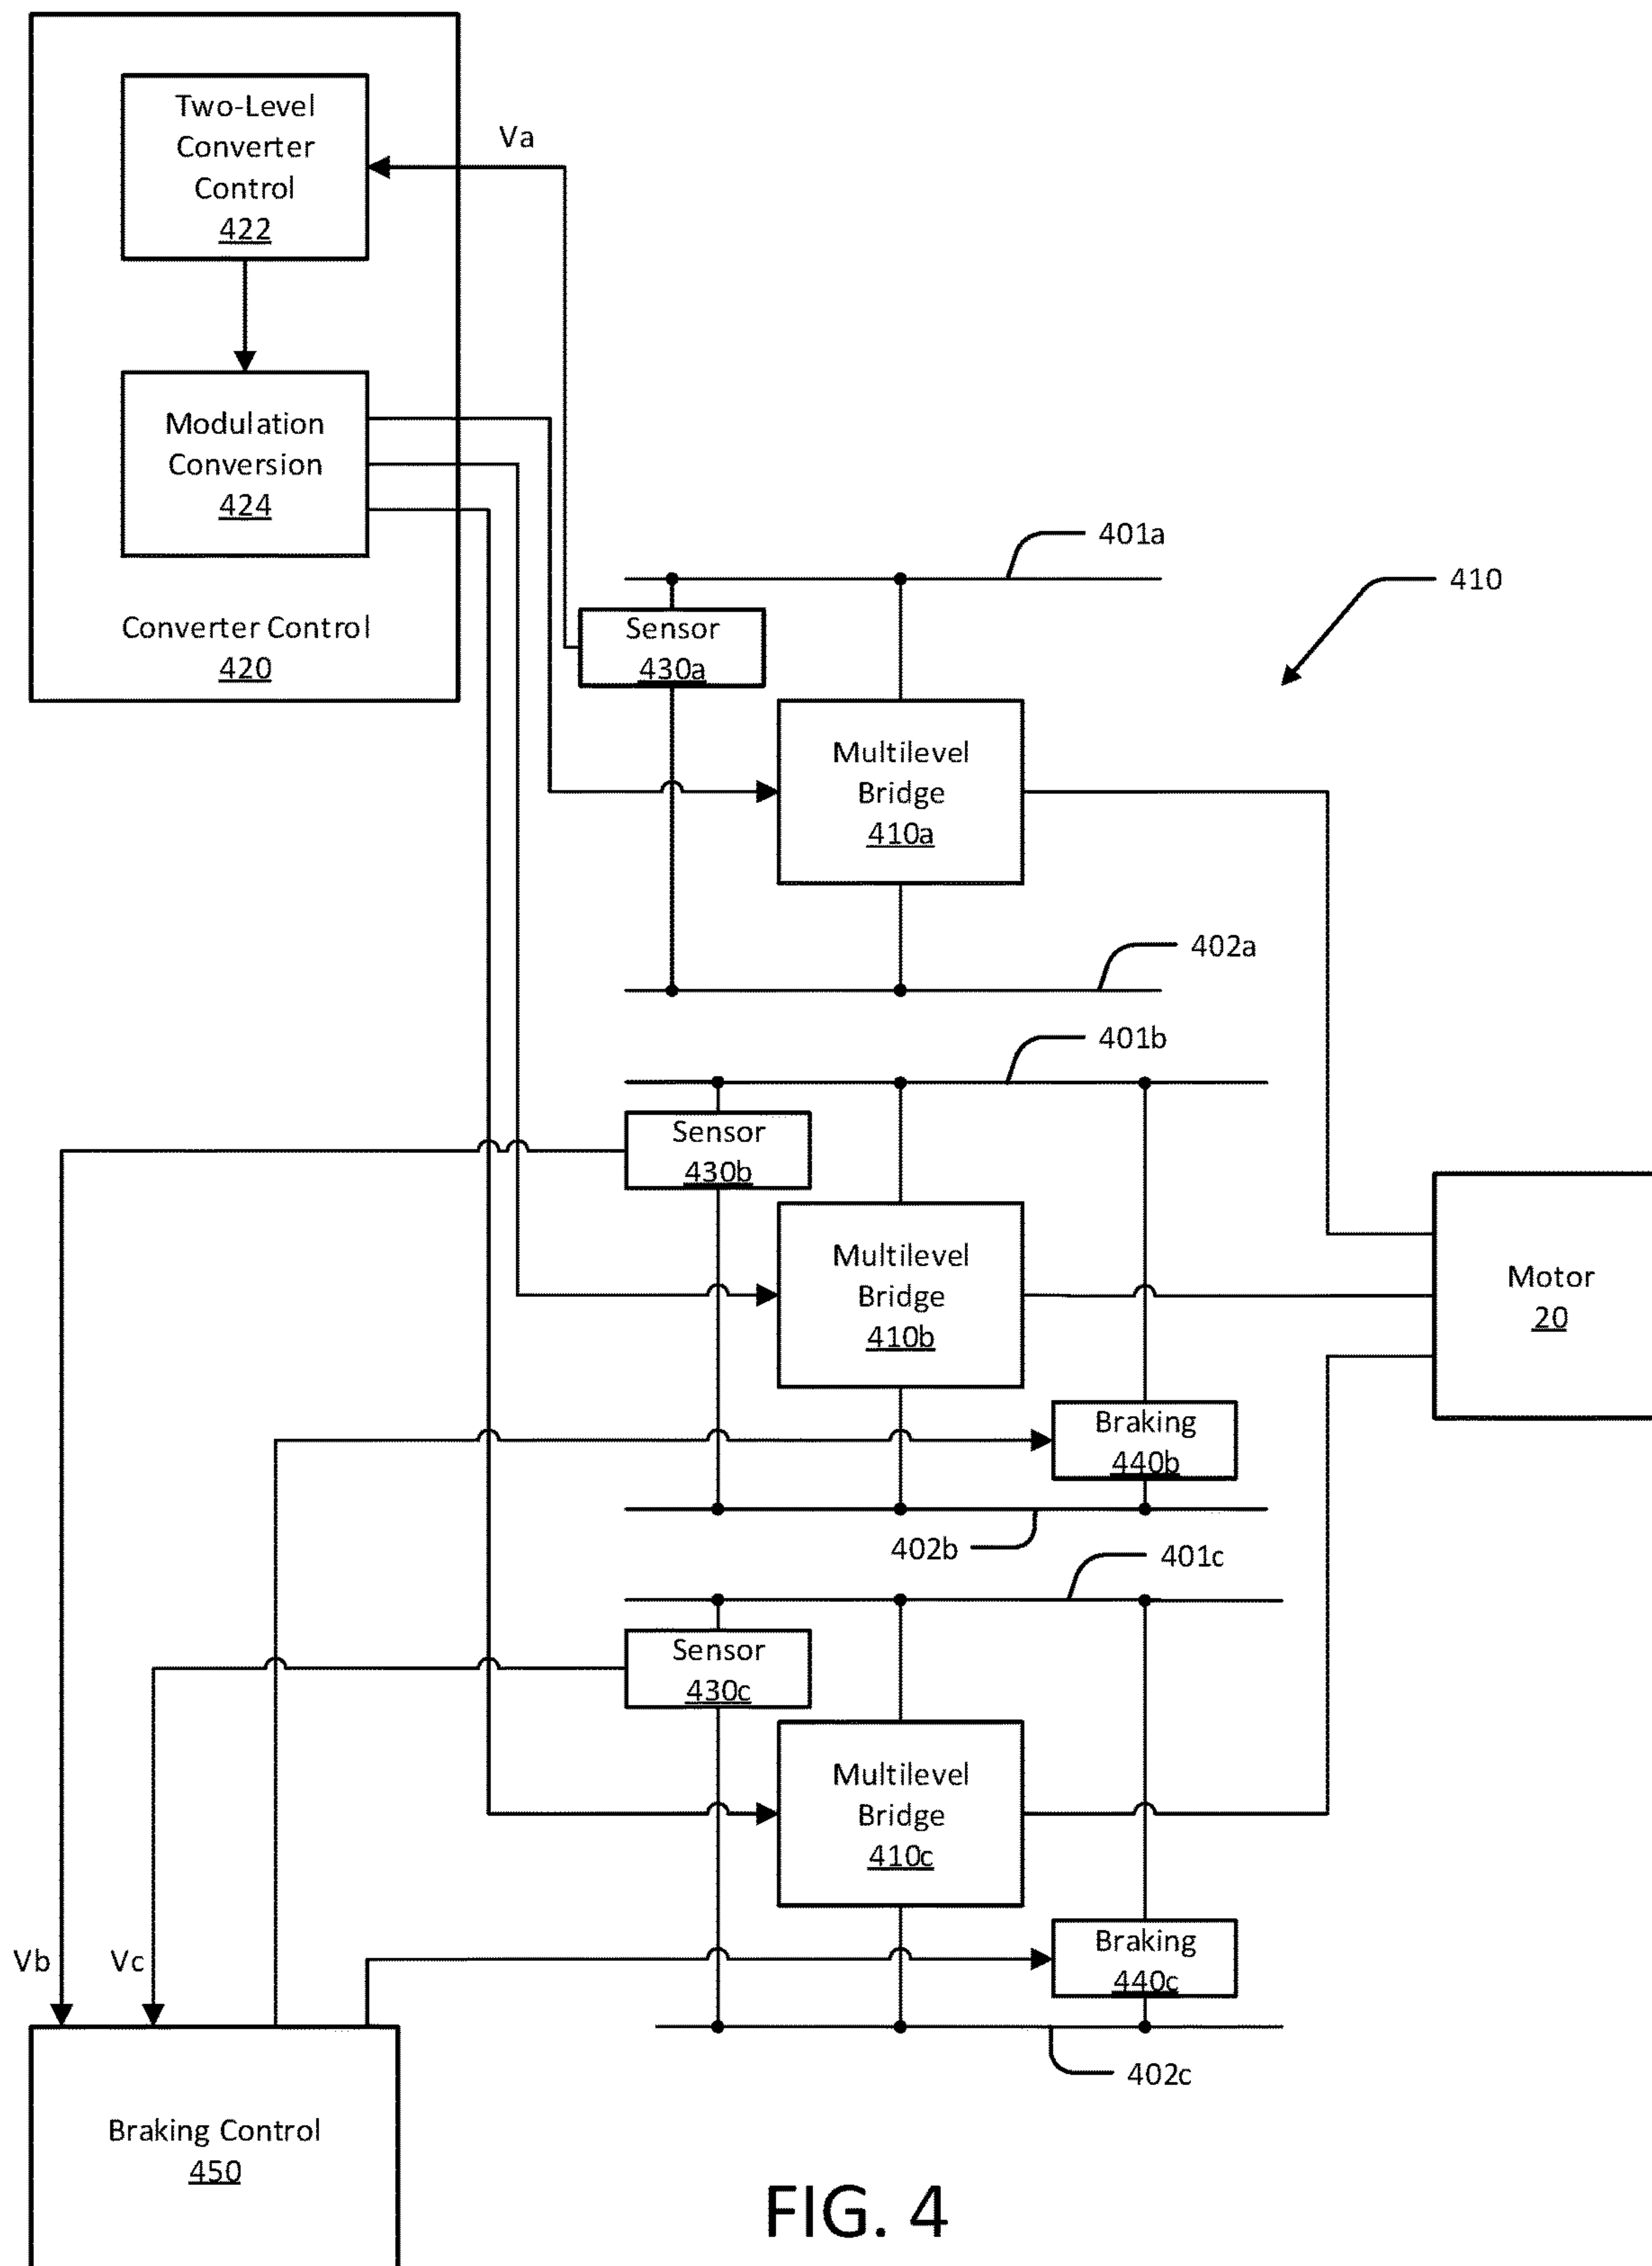 Two-Level
Converter
Control
422
Va
Modulation
Conversion
424
Converter Control
420
401a
410
Sensor
430a
Multilevel
Bridge
410a
402a
401b
Sensor
430b
Multilevel
Bridge
410b
Motor
20
Braking
440b
402b
401c
Sensor
430c
Multilevel
Bridge
410c
Braking
440c
Vb
Vc
402c
Braking Control
450
FIG. 4